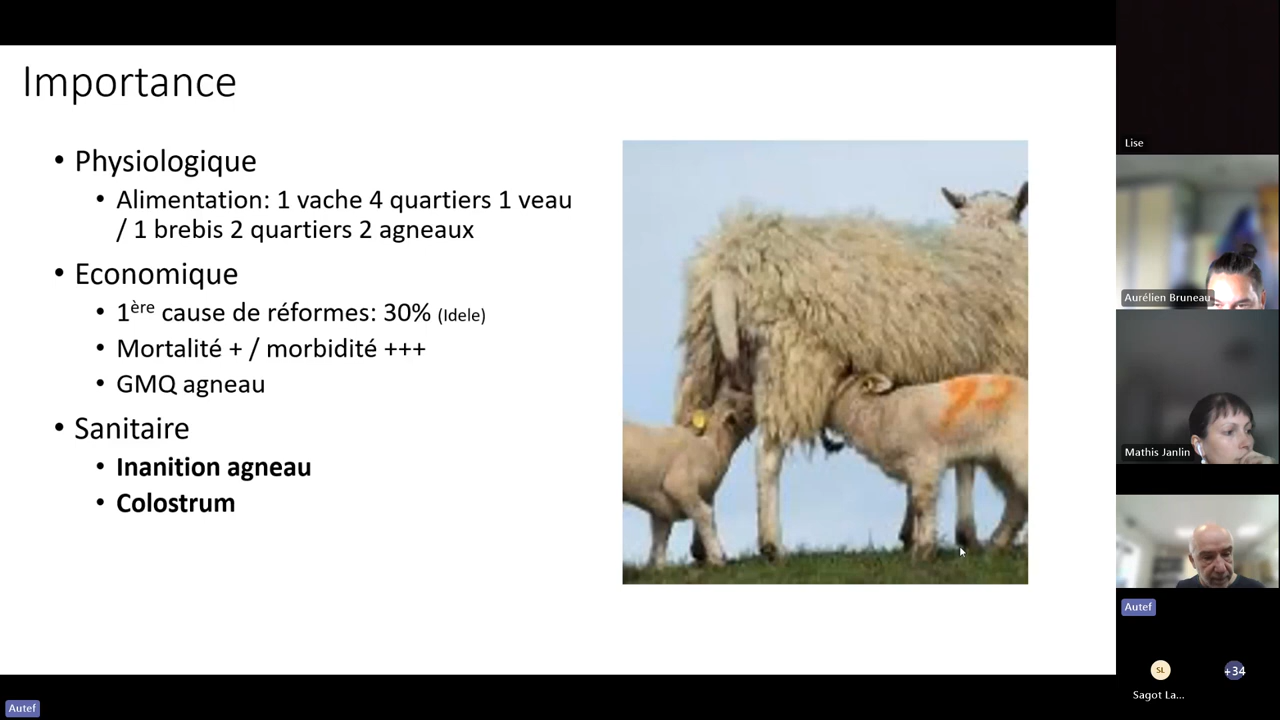 Importance
• Physiologique
• Alimentation: 1 vache 4 quartiers 1 veau
/ 1 brebis 2 quartiers 2 agneaux
• Economique
• 1ère cause de réformes: 30% (Idele)
• Mortalité + / morbidité +++
• GMQ agneau
• Sanitaire
• Inanition agneau
• Colostrum
Lise
Aurélien Bruneau
Mathis Janlin
Autef
SL
+34
Sagot La...
Autef